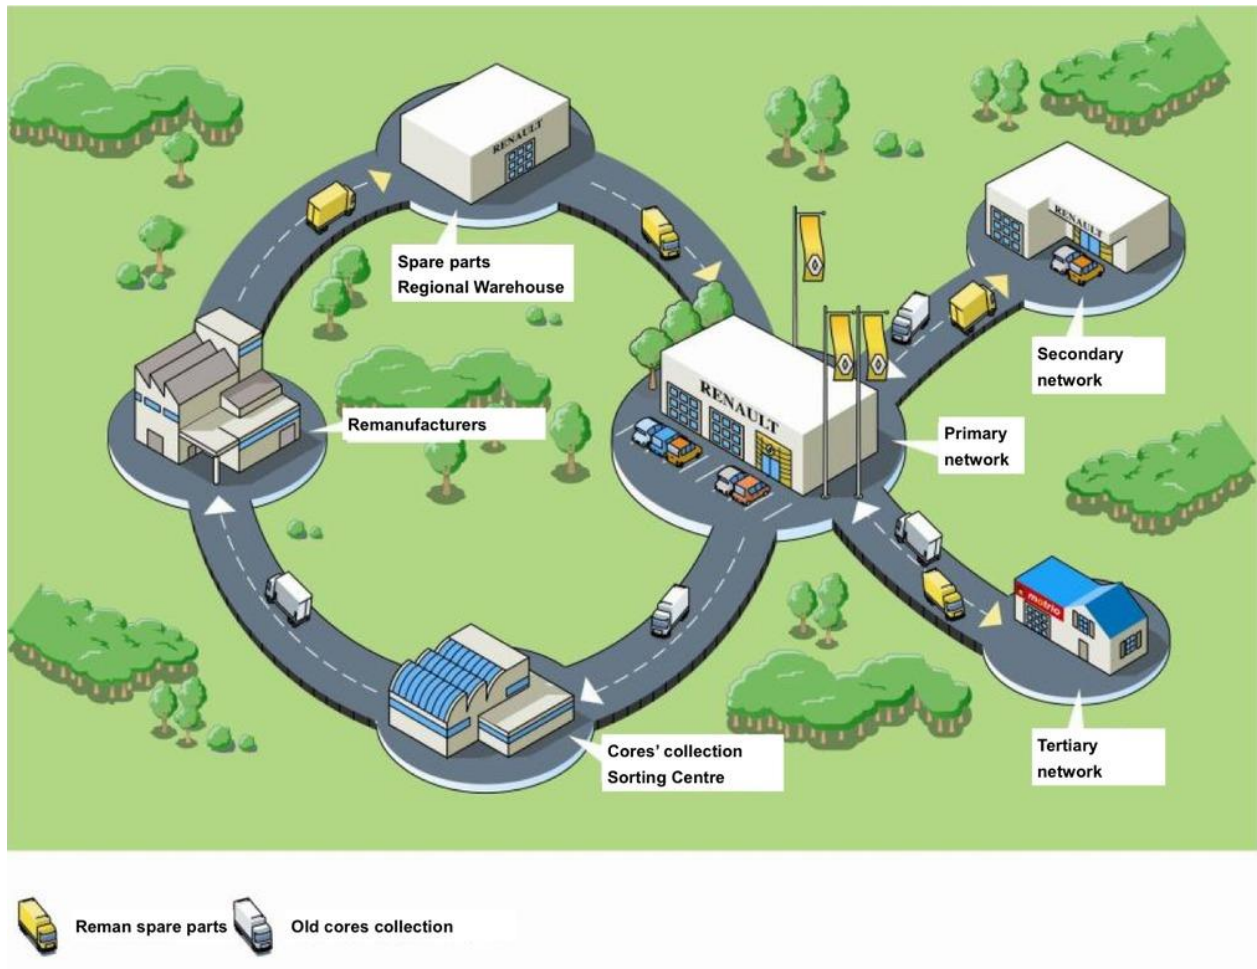 RENAULT
Spare parts
Regional Warehouse
RENAULT
Secondary
network
Remanufacturers
RENAULT
Primary
network
motrio
Cores' collection
Sorting Centre
Tertiary
network
Reman spare parts
Old cores collection